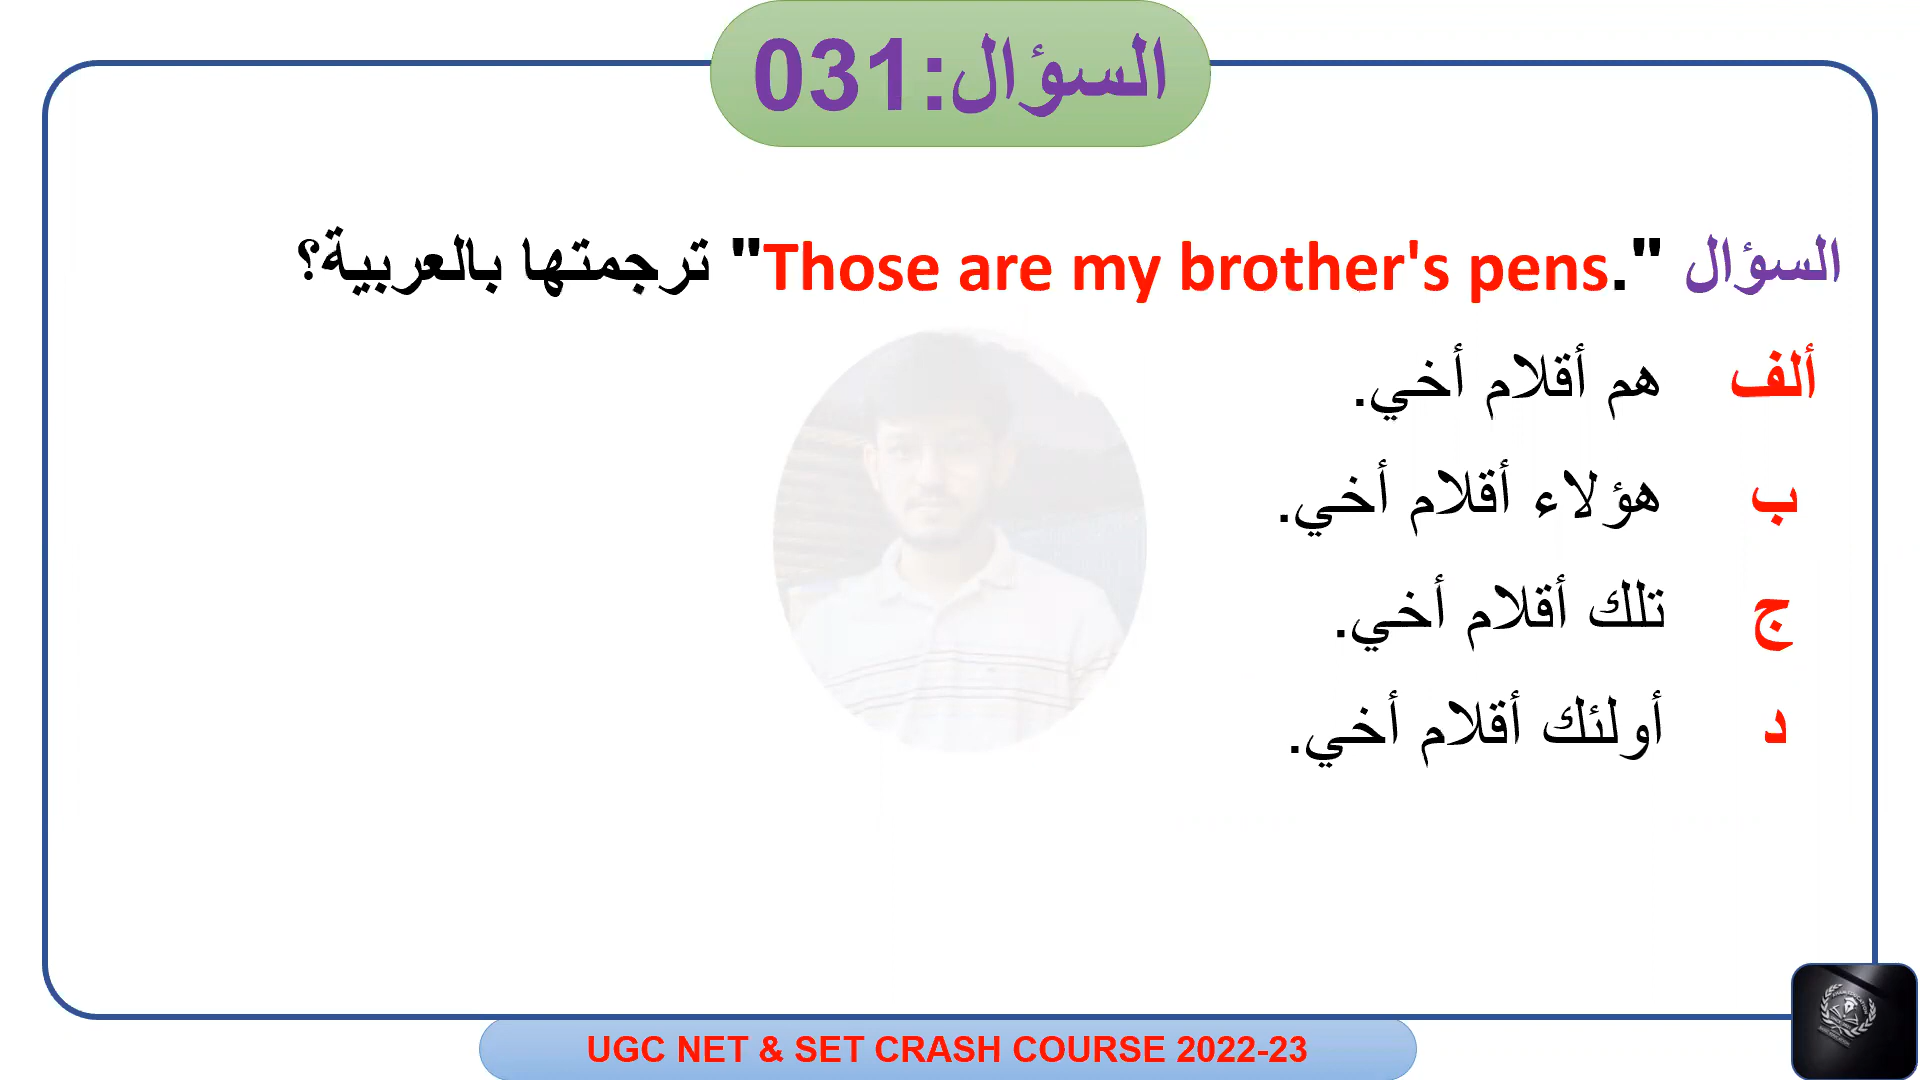 السؤال:031
السؤال "Those are my brother's pens." ترجمتها بالعربية؟
ألف هم أقلام أخي.
ب هؤلاء أقلام أخي.
ج تلك أقلام أخي.
د أولئك أقلام أخي.
UGC NET & SET CRASH COURSE 2022-23